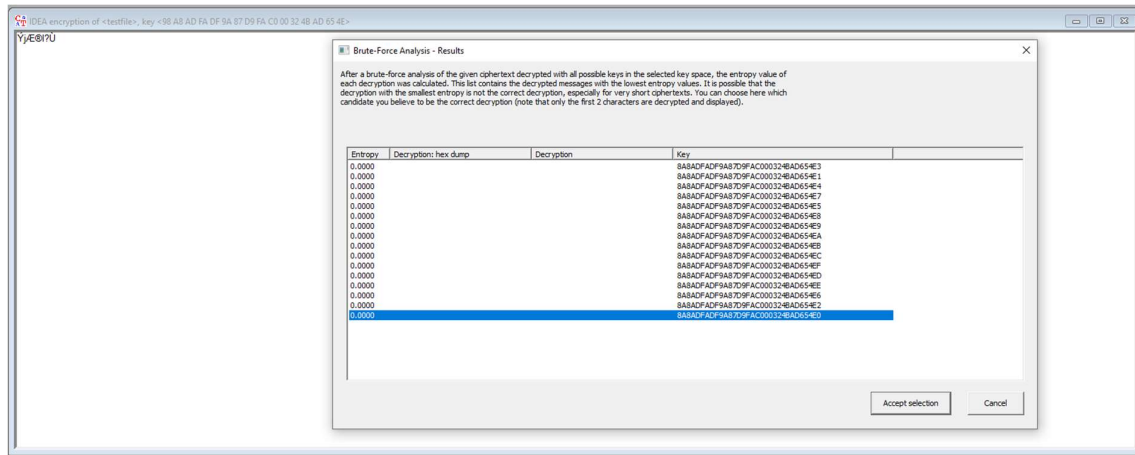 IDEA encryption of <testfile>, key <98 A8 AD FA DF 9A 87 D9 FA C0 00 32 4B AD 65 4E>
ŸjÆ®I?Ù
Brute-Force Analysis - Results
After a brute-force analysis of the given ciphertext decrypted with all possible keys in the selected key space, the entropy value of
each decryption was calculated. This list contains the decrypted messages with the lowest entropy values. It is possible that the
decryption with the smallest entropy is not the correct decryption, especially for very short ciphertexts. You can choose here which
candidate you believe to be the correct decryption (note that only the first 2 characters are decrypted and displayed).
Entropy Decryption: hex dump Decryption Key
0.0000 8A8ADFADF9A87D9FAC000324BAD654E3
0.0000 8A8ADFADF9A87D9FAC000324BAD654E1
0.0000 8A8ADFADF9A87D9FAC000324BAD654E4
0.0000 8A8ADFADF9A87D9FAC000324BAD654E7
0.0000 8A8ADFADF9A87D9FAC000324BAD654E5
0.0000 8A8ADFADF9A87D9FAC000324BAD654E8
0.0000 8A8ADFADF9A87D9FAC000324BAD654E9
0.0000 8A8ADFADF9A87D9FAC000324BAD654EA
0.0000 8A8ADFADF9A87D9FAC000324BAD654EB
0.0000 8A8ADFADF9A87D9FAC000324BAD654EC
0.0000 8A8ADFADF9A87D9FAC000324BAD654EF
0.0000 8A8ADFADF9A87D9FAC000324BAD654ED
0.0000 8A8ADFADF9A87D9FAC000324BAD654EE
0.0000 8A8ADFADF9A87D9FAC000324BAD654E6
0.0000 8A8ADFADF9A87D9FAC000324BAD654E2
0.0000 8A8ADFADF9A87D9FAC000324BAD654E0
Accept selection Cancel